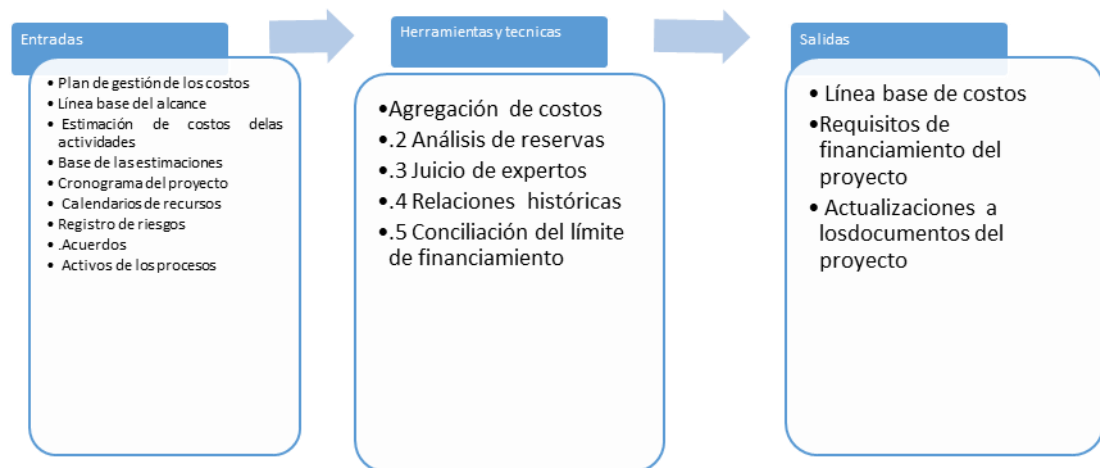 Entradas
• Plan de gestión de los costos
• Línea base del alcance
• Estimación de costos delas
actividades
• Base de las estimaciones
• Cronograma del proyecto
• Calendarios de recursos
• Registro de riesgos
• .Acuerdos
• Activos de los procesos
Herramientas y tecnicas
•Agregación de costos
•.2 Análisis de reservas
•.3 Juicio de expertos
•.4 Relaciones históricas
•.5 Conciliación del límite
de financiamiento
Salidas
• Línea base de costos
•Requisitos de
financiamiento del
proyecto
• Actualizaciones a
losdocumentos del
proyecto